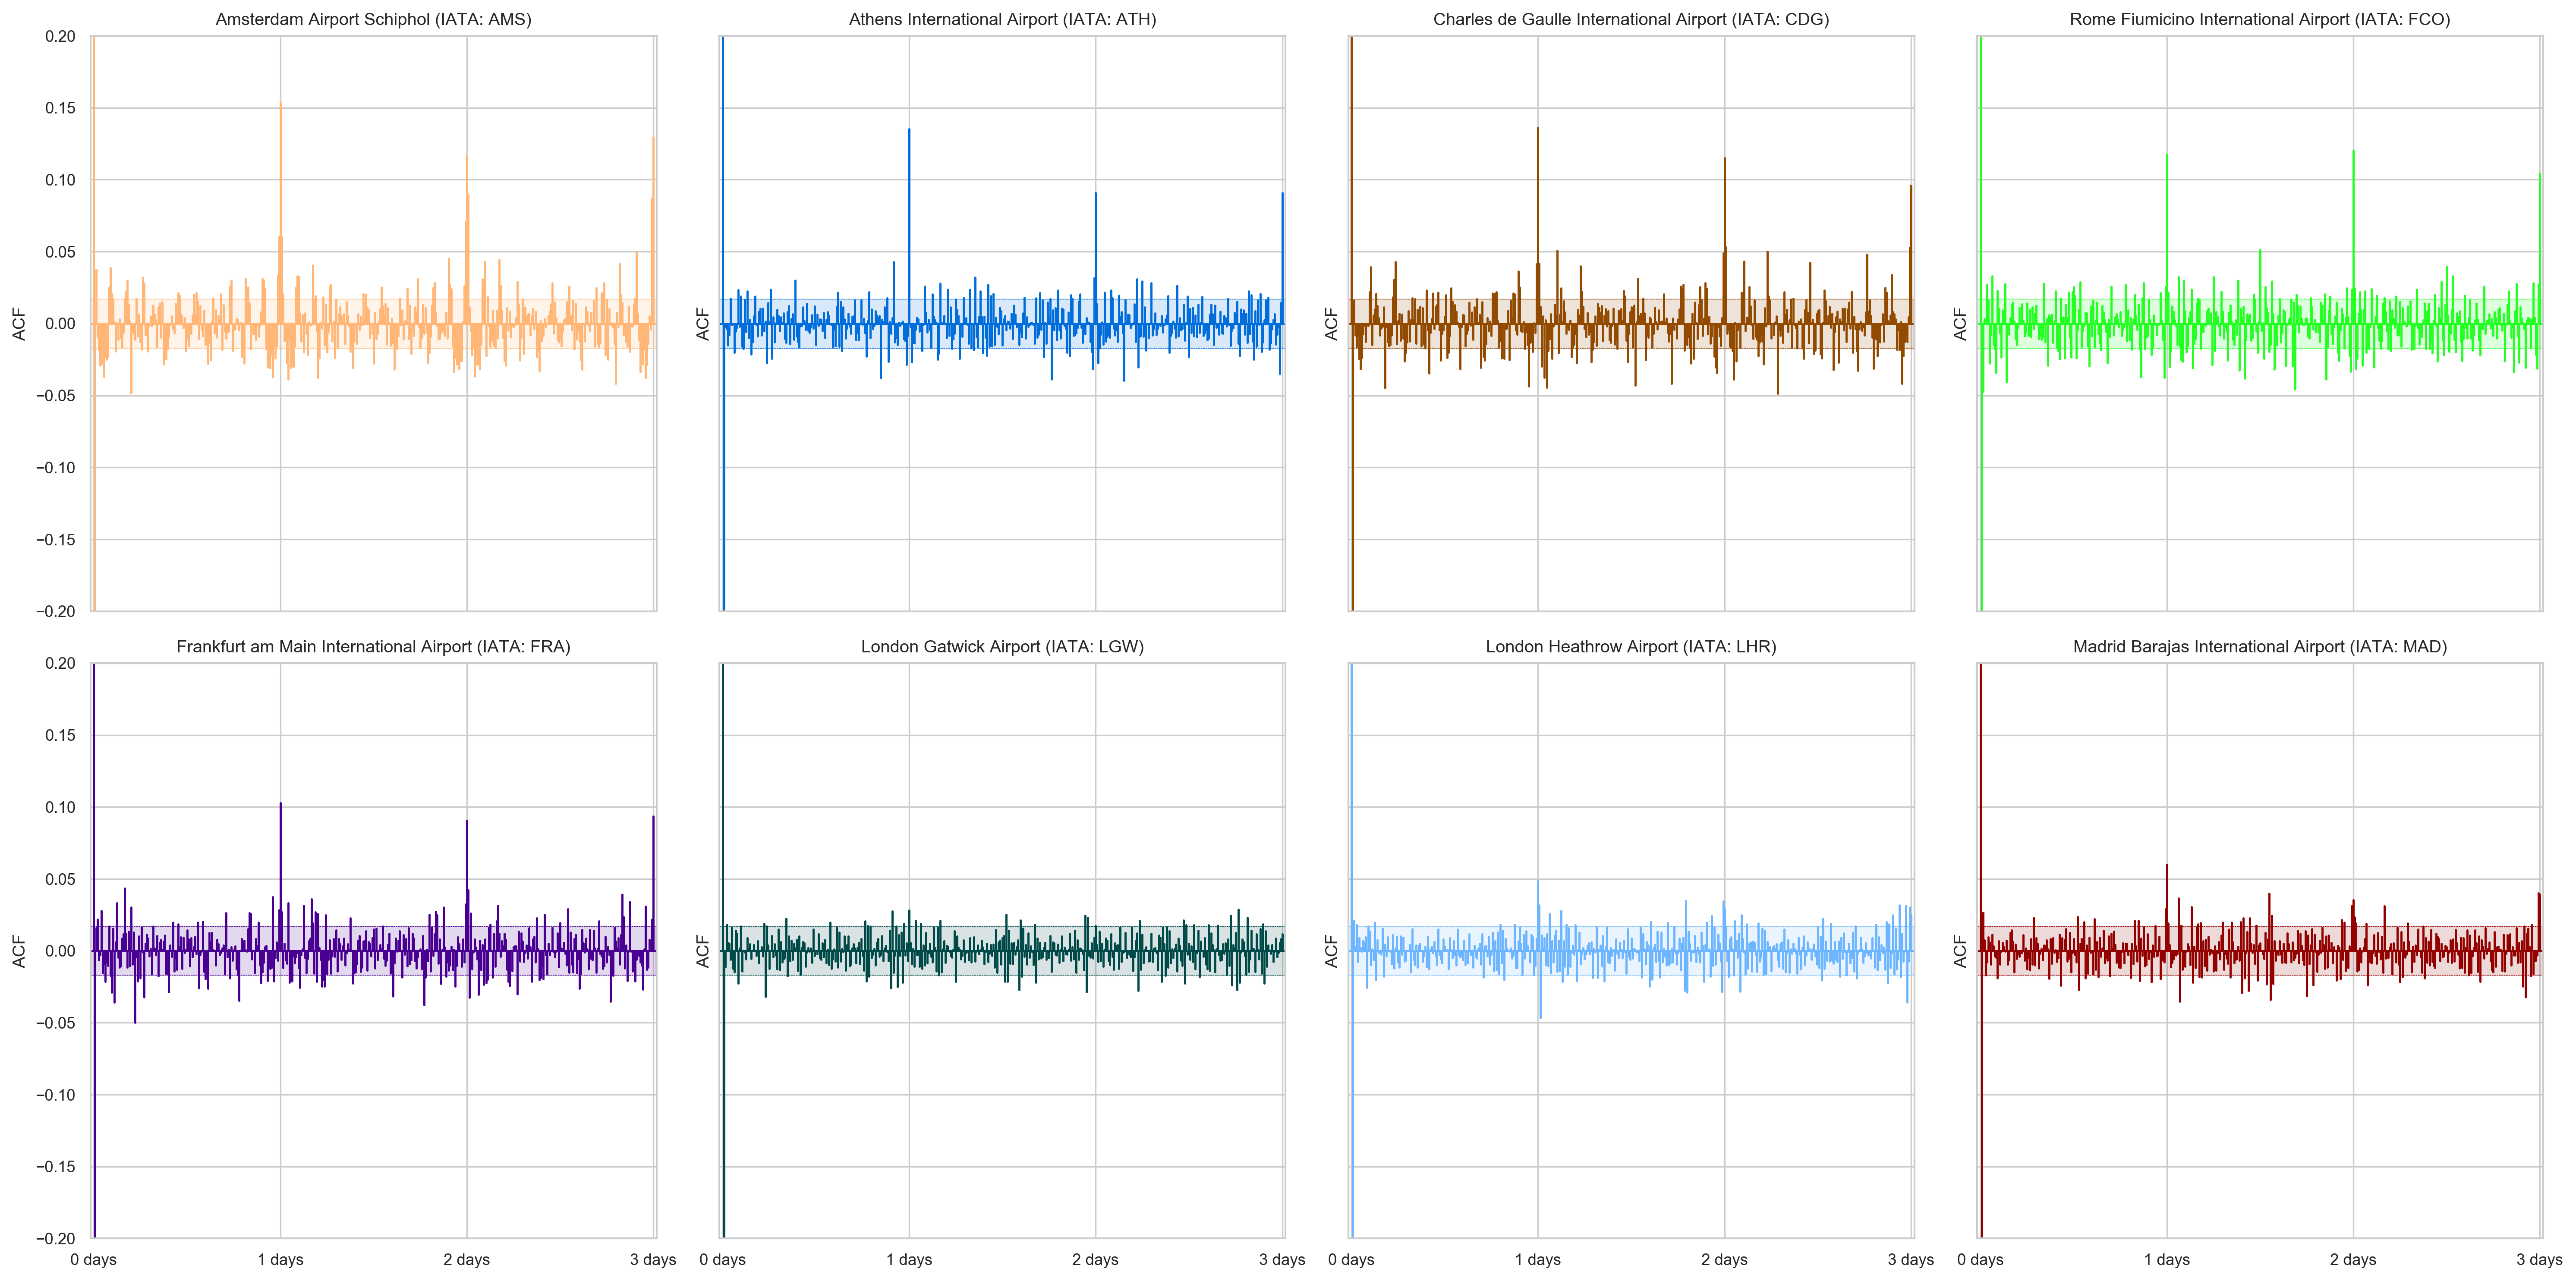 Amsterdam Airport Schiphol (IATA: AMS)
Athens International Airport (IATA: ATH)
Charles de Gaulle International Airport (IATA: CDG)
Rome Fiumicino International Airport (IATA: FCO)
0.20
0.15
0.10
0.05
0.00
−0.05
−0.10
−0.15
−0.20
ACF
ACF
ACF
ACF
Frankfurt am Main International Airport (IATA: FRA)
London Gatwick Airport (IATA: LGW)
London Heathrow Airport (IATA: LHR)
Madrid Barajas International Airport (IATA: MAD)
0.20
0.15
0.10
0.05
0.00
−0.05
−0.10
−0.15
−0.20
ACF
ACF
ACF
ACF
0 days 1 days 2 days 3 days
0 days 1 days 2 days 3 days
0 days 1 days 2 days 3 days
0 days 1 days 2 days 3 days